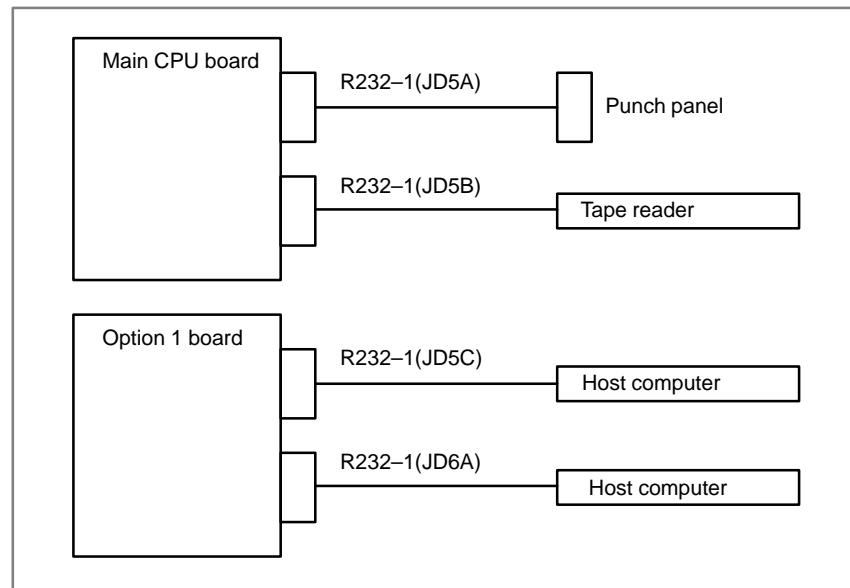 Main CPU board
R232–1(JD5A)
Punch panel
R232–1(JD5B)
Tape reader
Option 1 board
R232–1(JD5C)
Host computer
R232–1(JD6A)
Host computer